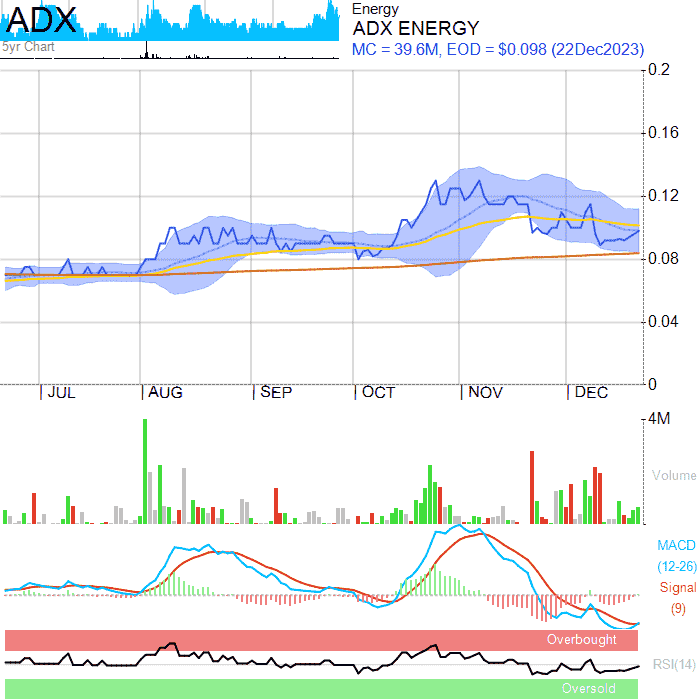 ADX
5yr Chart
Energy
ADX ENERGY
MC = 39.6M, EOD = $0.098 (22Dec2023)
0.2
0.16
0.12
0.08
0.04
0
JUL AUG SEP OCT NOV DEC
4M
Volume
MACD
(12-26)
Signal
(9)
Overbought
RSI(14)
Oversold